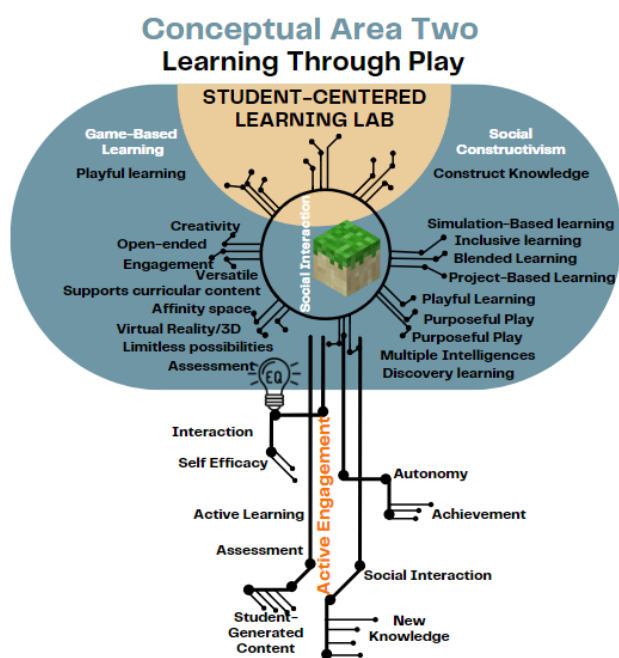 Conceptual Area Two
Learning Through Play
STUDENT-CENTERED
LEARNING LAB
Game-Based
Learning
Playful learning
Social
Constructivism
Construct Knowledge
Social Interaction
Creativity
Open-ended
Engagement
Versatile
Supports curricular content
Affinity space
Virtual Reality/3D
Limitless possibilities
Assessment
Simulation-Based learning
Inclusive learning
Blended Learning
Project-Based Learning
Playful Learning
Purposeful Play
Purposeful Play
Multiple Intelligences
Discovery learning
EQ
Interaction
Self Efficacy
Active Learning
Assessment
Student-
Generated
Content
Active Engagement
Autonomy
Achievement
Social Interaction
New
Knowledge